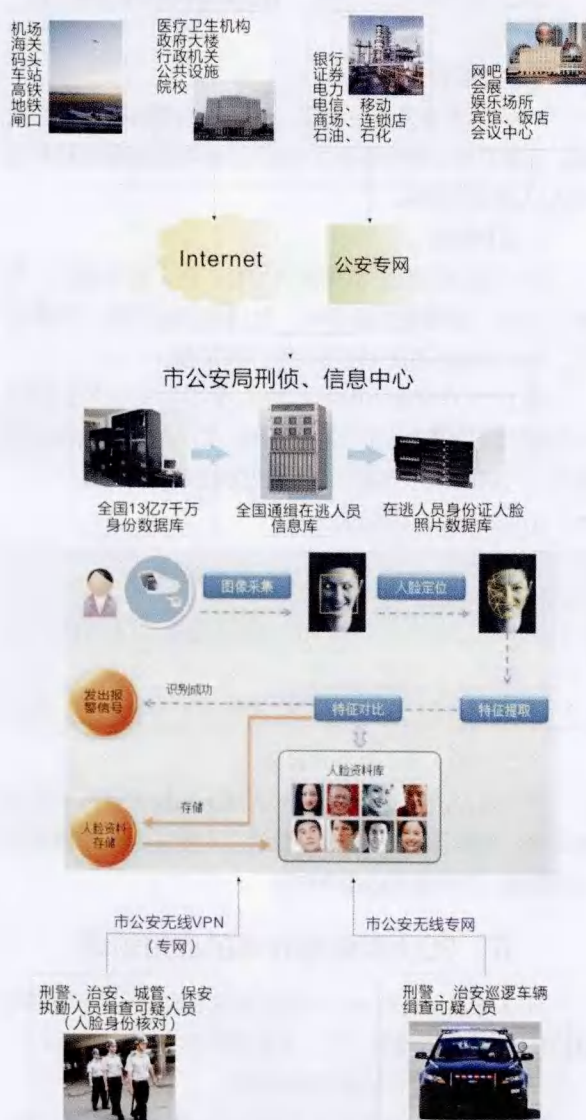 机场
海关
码头
车站
高铁
地铁
闸口
医疗卫生机构
政府大楼
行政机关
公共设施
院校
银行
证券
电力
电信、移动
商场、连锁店
石油、石化
网吧
会展
娱乐场所
宾馆、饭店
会议中心
Internet
公安专网
市公安局刑侦、信息中心
全国13亿7千万
身份数据库
全国通缉在逃人员
信息库
在逃人员身份证人脸
照片数据库
图像采集
人脸定位
发出报
警信号
识别成功
特征对比
特征提取
人脸资料库
存储
人脸资料
存储
市公安无线VPN
(专网)
市公安无线专网
刑警、治安、城管、保安
执勤人员缉查可疑人员
(人脸身份核对)
刑警、治安巡逻车辆
缉查可疑人员